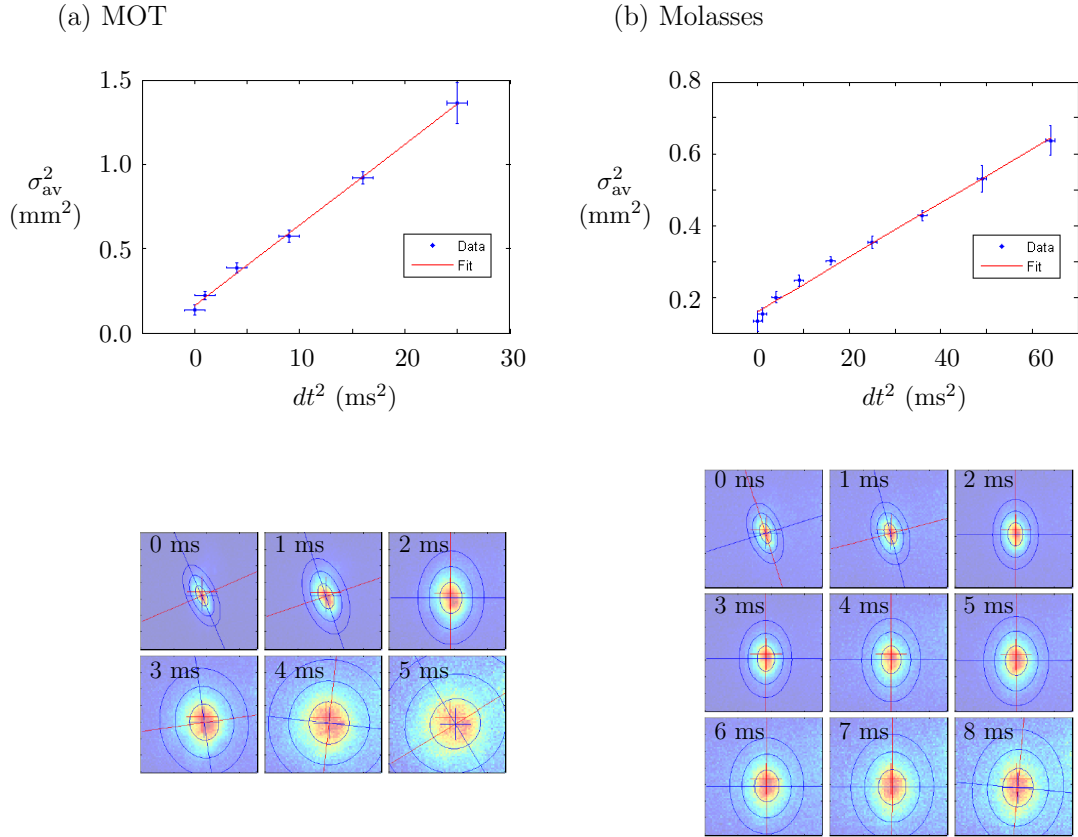 (a) MOT
1.5
1.0
0.5
0.0
σ²av
(mm²)
Data
Fit
0 10 20 30
dt² (ms²)
0 ms 1 ms 2 ms
3 ms 4 ms 5 ms
(b) Molasses
0.8
0.6
0.4
0.2
σ²av
(mm²)
Data
Fit
0 20 40 60
dt² (ms²)
0 ms 1 ms 2 ms
3 ms 4 ms 5 ms
6 ms 7 ms 8 ms